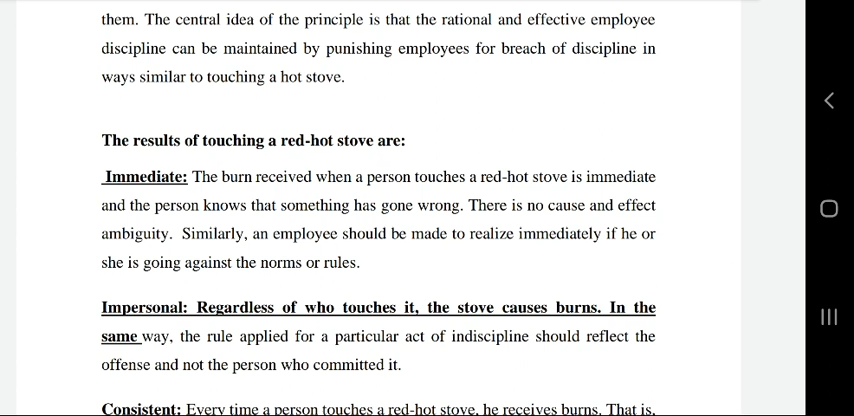 them. The central idea of the principle is that the rational and effective employee
discipline can be maintained by punishing employees for breach of discipline in
ways similar to touching a hot stove.
The results of touching a red-hot stove are:
Immediate: The burn received when a person touches a red-hot stove is immediate
and the person knows that something has gone wrong. There is no cause and effect
ambiguity. Similarly, an employee should be made to realize immediately if he or
she is going against the norms or rules.
Impersonal: Regardless of who touches it, the stove causes burns. In the
same way, the rule applied for a particular act of indiscipline should reflect the
offense and not the person who committed it.
Consistent: Every time a person touches a red-hot stove, he receives burns. That is,